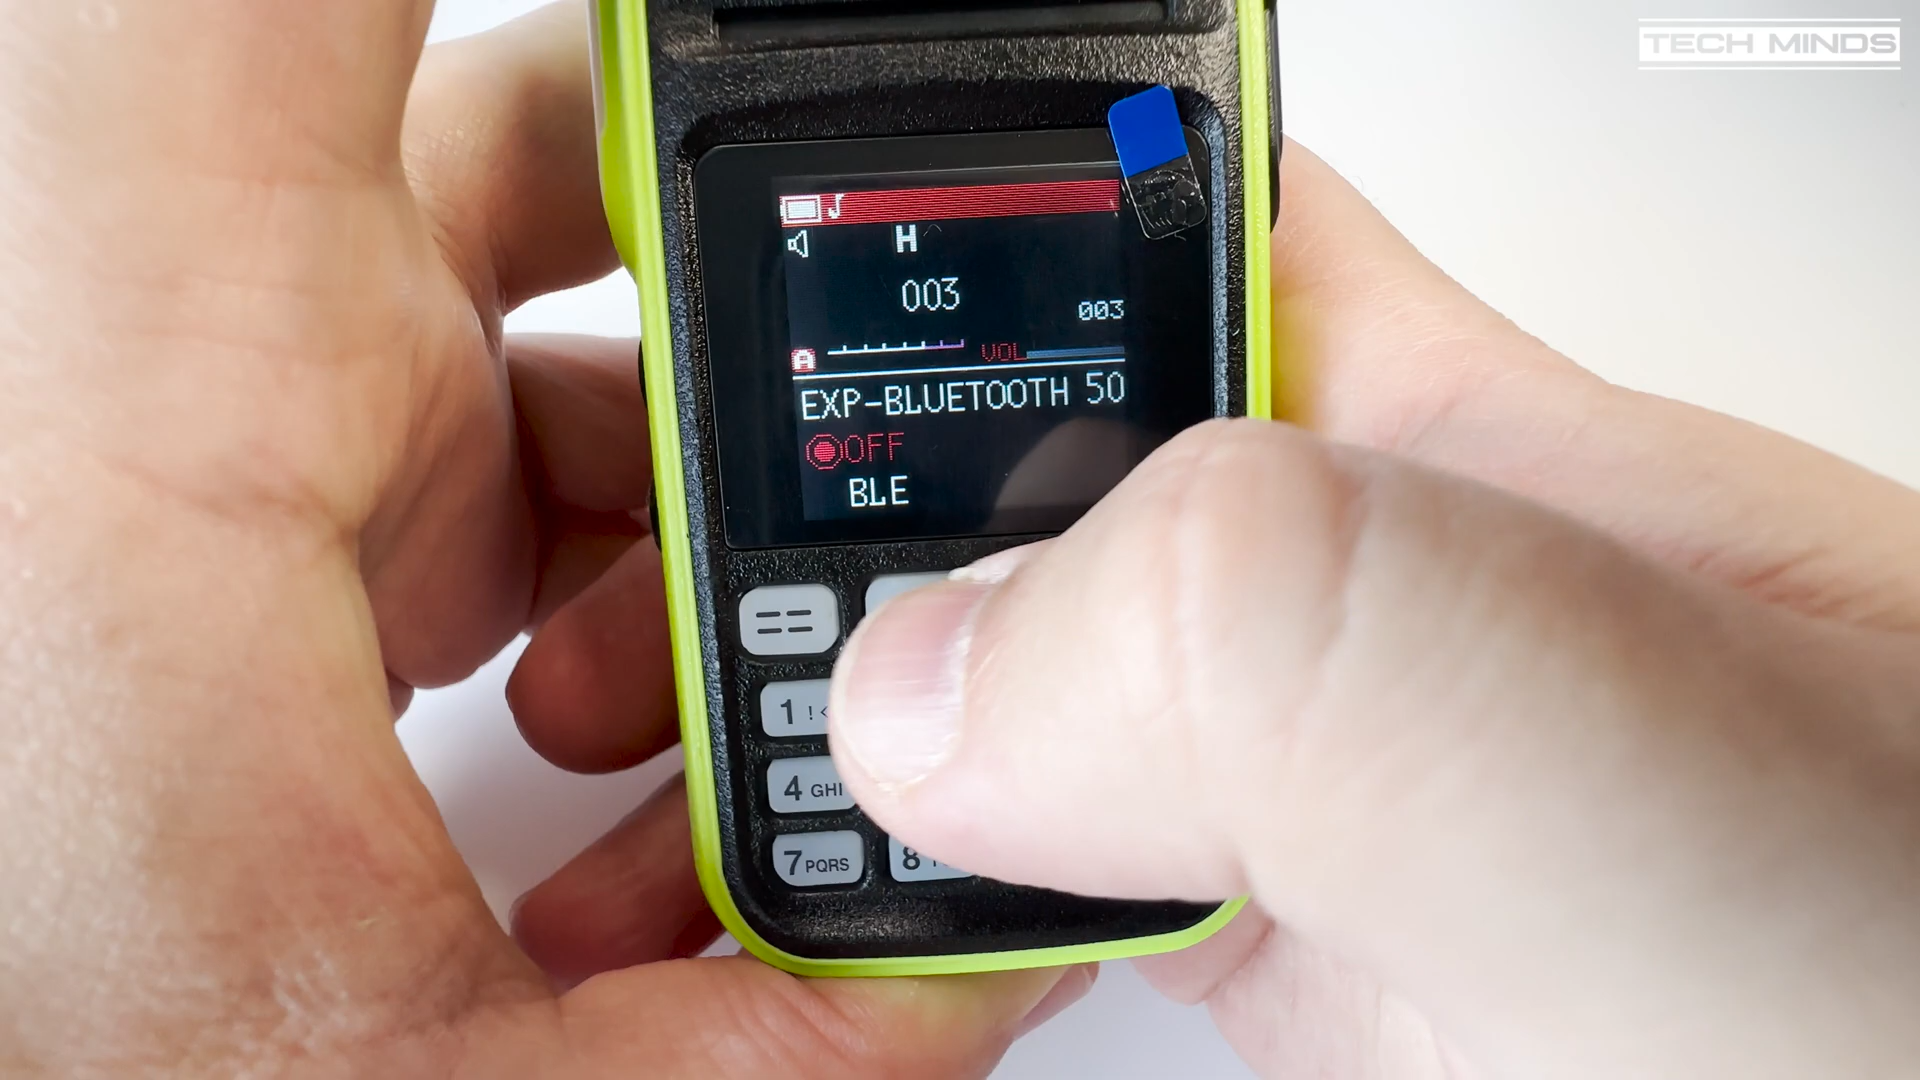 TECH MINDS
H
003
003
A
VOL
EXP-BLUETOOTH 50
OFF
BLE
1 !
4 GHI
7 PQRS
8